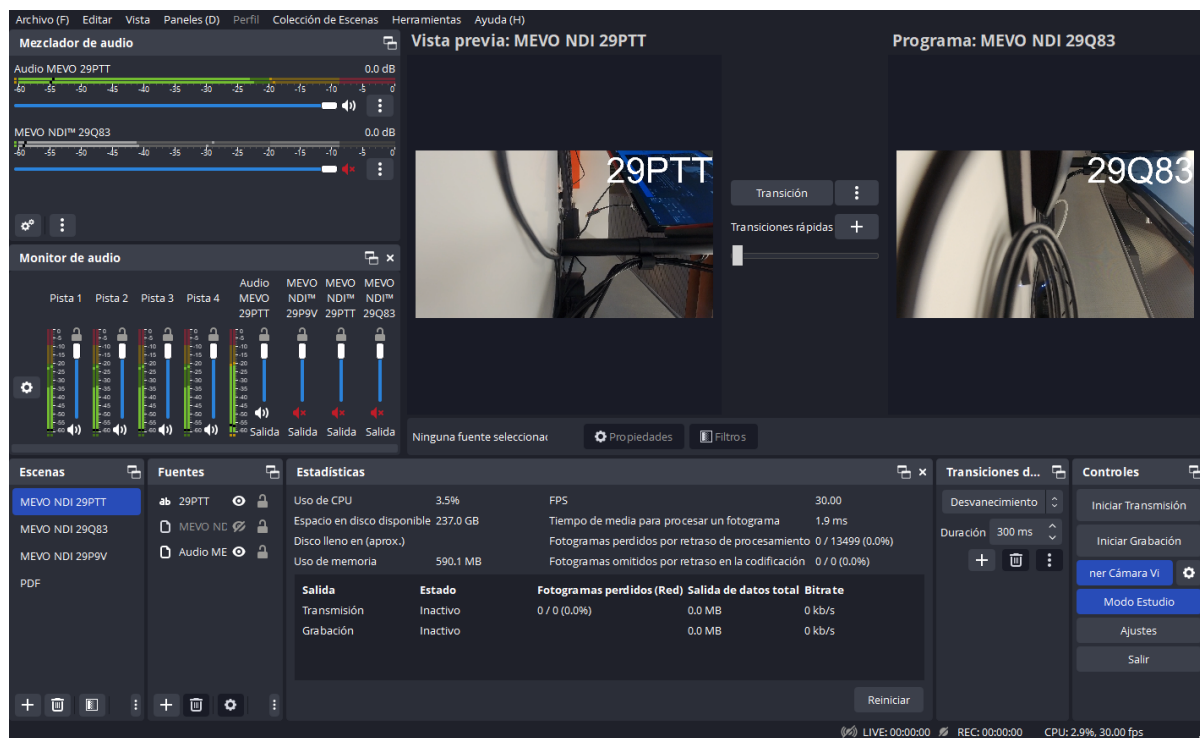 Archivo (F) Editar Vista Paneles (D) Perfil Colección de Escenas Herramientas Ayuda (H)
Mezclador de audio
Audio MEVO 29PTT 0.0 dB
-60 -55 -50 -45 -40 -35 -30 -25 -20 -15 -10 -5 0
MEVO NDI™ 29Q83 0.0 dB
-60 -55 -50 -45 -40 -35 -30 -25 -20 -15 -10 -5 0
Monitor de audio
Pista 1 Pista 2 Pista 3 Pista 4 Audio MEVO 29PTT MEVO NDI™ 29P9V MEVO NDI™ 29PTT MEVO NDI™ 29Q83
Salida Salida Salida Salida
Vista previa: MEVO NDI 29PTT
29PTT
Transición
Transiciones rápidas
Programa: MEVO NDI 29Q83
29Q83
Ninguna fuente seleccionac Propiedades Filtros
Escenas
MEVO NDI 29PTT
MEVO NDI 29Q83
MEVO NDI 29P9V
PDF
Fuentes
ab 29PTT
MEVO NC
Audio ME
Estadísticas
Uso de CPU 3.5% FPS 30.00
Espacio en disco disponible 237.0 GB Tiempo de media para procesar un fotograma 1.9 ms
Disco lleno en (aprox.) Fotogramas perdidos por retraso de procesamiento 0 / 13499 (0.0%)
Uso de memoria 590.1 MB Fotogramas omitidos por retraso en la codificación 0 / 0 (0.0%)
Salida Estado Fotogramas perdidos (Red) Salida de datos total Bitrate
Transmisión Inactivo 0 / 0 (0.0%) 0.0 MB 0 kb/s
Grabación Inactivo 0.0 MB 0 kb/s
Reiniciar
Transiciones d...
Desvanecimiento
Duración 300 ms
Controles
Iniciar Transmisión
Iniciar Grabación
ner Cámara Vi
Modo Estudio
Ajustes
Salir
LIVE: 00:00:00 REC: 00:00:00 CPU: 2.9%, 30.00 fps